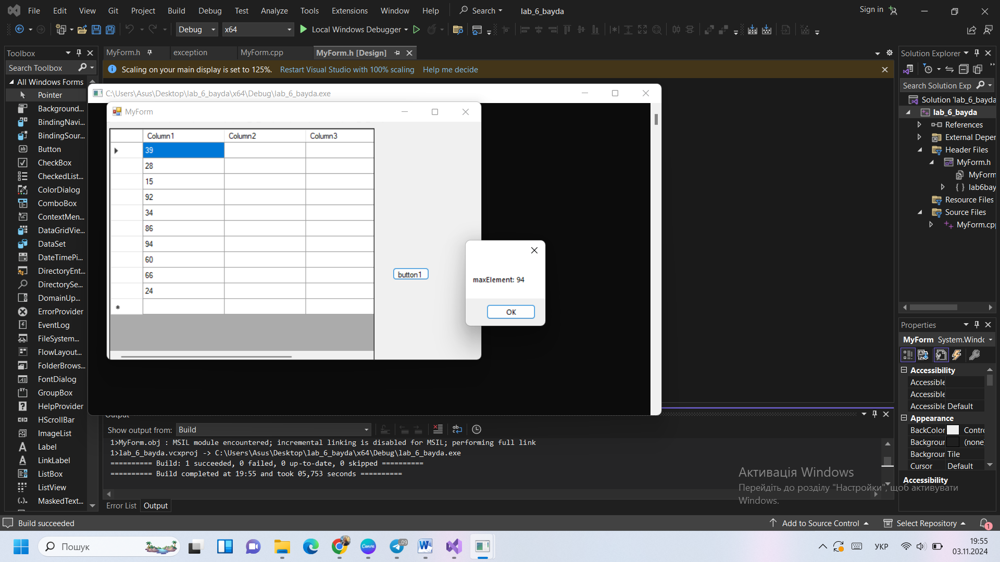 File Edit View Git Project Build Debug Test Analyze Tools Extensions Window Help Search lab_6_bayda Sign in
Debug x64 Local Windows Debugger
Toolbox
Search Toolbox
All Windows Forms
Pointer
Background...
BindingNavi...
BindingSour...
Button
CheckBox
CheckedList...
ColorDialog
ComboBox
ContextMen...
DataGridVie...
DataSet
DateTimePi...
DirectoryEnt...
DirectorySe...
DomainUp...
ErrorProvider
EventLog
FileSystem...
FlowLayout...
FolderBrows...
FontDialog
GroupBox
HelpProvider
HScrollBar
ImageList
Label
LinkLabel
ListBox
ListView
MaskedText...
MyForm.h exception MyForm.cpp MyForm.h [Design]
Scaling on your main display is set to 125%. Restart Visual Studio with 100% scaling Help me decide
C:\Users\Asus\Desktop\lab_6_bayda\x64\Debug\lab_6_bayda.exe
MyForm
Column1 Column2 Column3
39
28
15
92
34
86
94
60
66
24
button1
maxElement: 94
OK
Output
Show output from: Build
1>MyForm.obj : MSIL module encountered; incremental linking is disabled for MSIL; performing full link
1>lab_6_bayda.vcxproj -> C:\Users\Asus\Desktop\lab_6_bayda\x64\Debug\lab_6_bayda.exe
========== Build: 1 succeeded, 0 failed, 0 up-to-date, 0 skipped ==========
========== Build completed at 19:55 and took 05,753 seconds ==========
Error List Output
Solution Explorer
Search Solution Exp
Solution 'lab_6_bayda
lab_6_bayda
References
External Deper
Header Files
MyForm.h
MyForm
lab6bay
Resource Files
Source Files
MyForm.cp
Properties
MyForm System.Windo
Accessibility
Accessible
Accessible
Accessible Default
Appearance
BackColor Contro
Backgrour (none
Backgrour Tile
Cursor Default
Accessibility
Активація Windows
Перейдіть до розділу "Настройки", щоб активувати
Windows.
Build succeeded Add to Source Control Select Repository 1
Пошук Canva .09 W УКР 19:55
03.11.2024